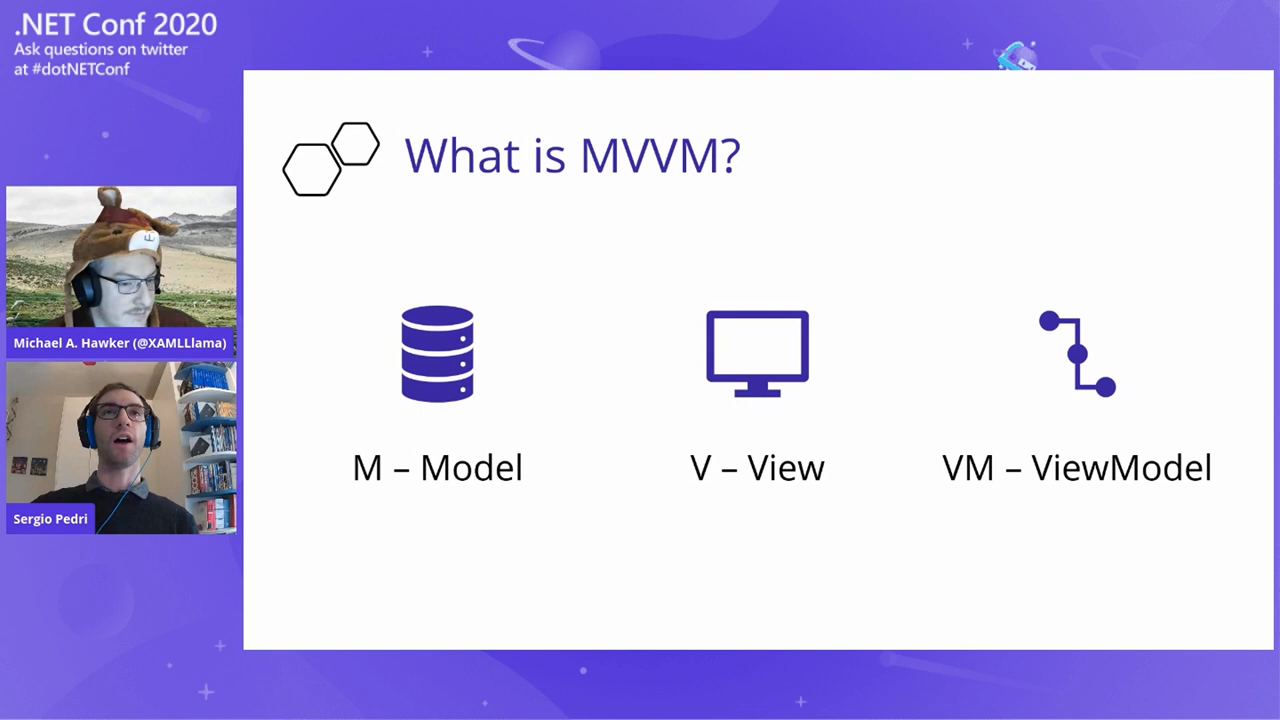 .NET Conf 2020
Ask questions on twitter
at #dotNETConf
What is MVVM?
M – Model
V – View
VM – ViewModel
Michael A. Hawker (@XAMLLlama)
Sergio Pedri